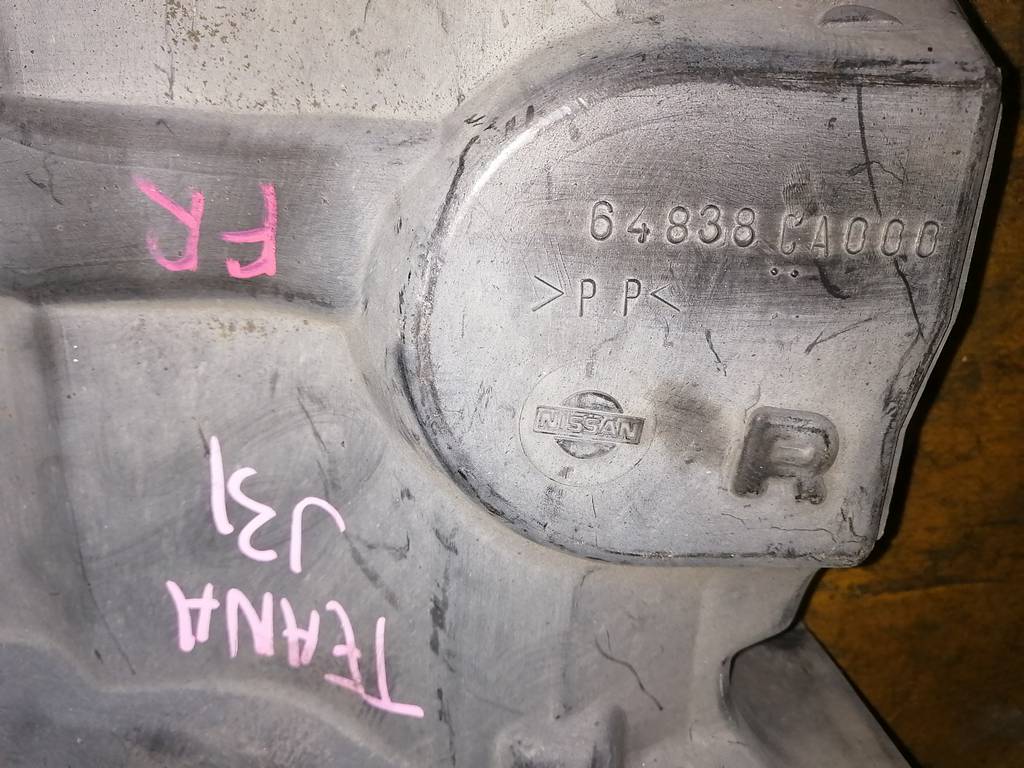 64838 CA000
>PP<
NISSAN
R
FR
TEANA
J31